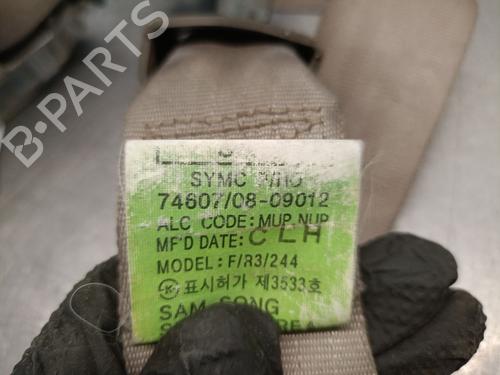 B-PARTS
SYMC P/NO
74607/08-09012
ALC CODE: MUP,NUP
MF'D DATE: C L H
MODEL: F/R3/244
K 표시허가 제3533호
SAM SONG